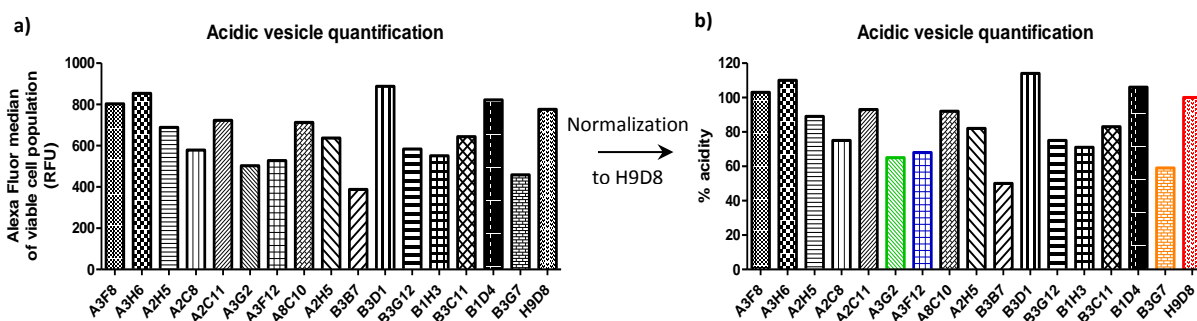 a)
Acidic vesicle quantification
Alexa Fluor median
of viable cell population
(RFU)
1000
800
600
400
200
0
A3F8
A3H6
A2H5
A2C8
A2C11
A3G2
A3F12
A8C10
A2H5
B3B7
B3D1
B3G12
B1H3
B3C11
B1D4
B3G7
H9D8
Normalization
to H9D8
b)
Acidic vesicle quantification
% acidity
120
100
80
60
40
20
0
A3F8
A3H6
A2H5
A2C8
A2C11
A3G2
A3F12
A8C10
A2H5
B3B7
B3D1
B3G12
B1H3
B3C11
B1D4
B3G7
H9D8